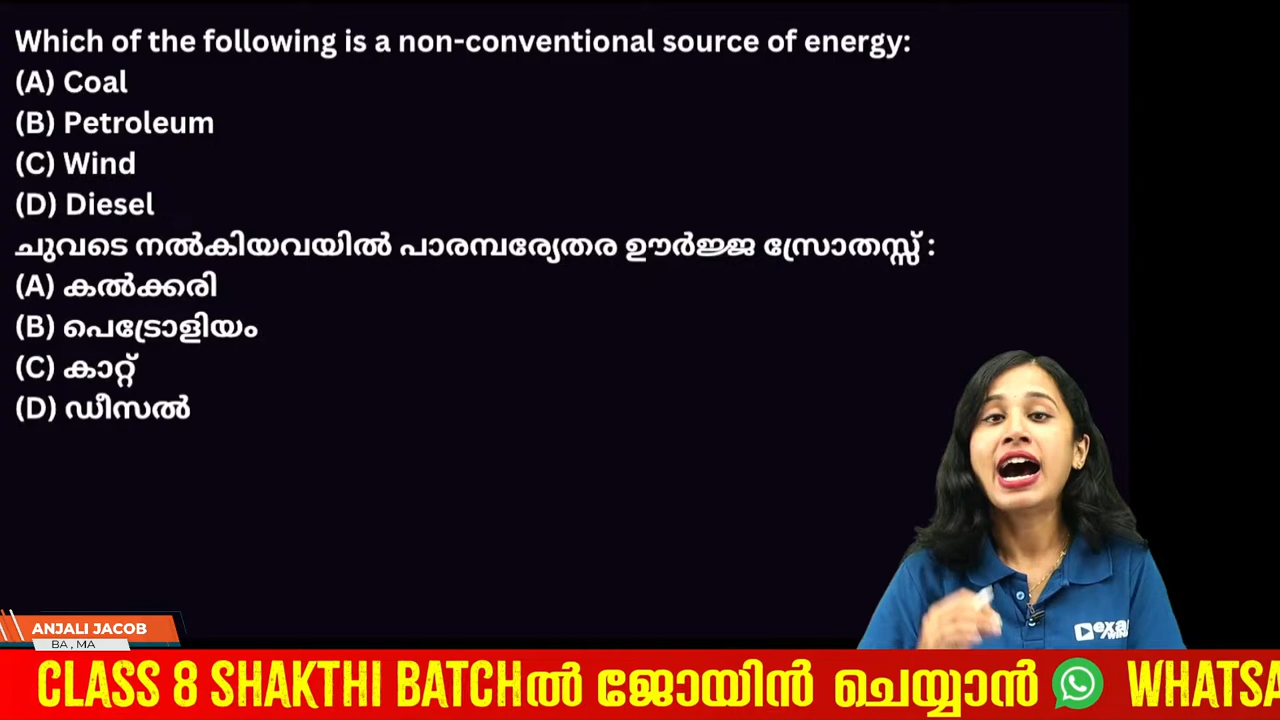 Which of the following is a non-conventional source of energy:
(A) Coal
(B) Petroleum
(C) Wind
(D) Diesel
ചുവടെ നൽകിയവയിൽ പാരമ്പര്യേതര ഊർജ്ജ സ്രോതസ്സ് :
(A) കൽക്കരി
(B) പെട്രോളിയം
(C) കാറ്റ്
(D) ഡീസൽ
ANJALI JACOB
BA , MA
CLASS 8 SHAKTHI BATCHൽ ജോയിൻ ചെയ്യാൻ WHATSA